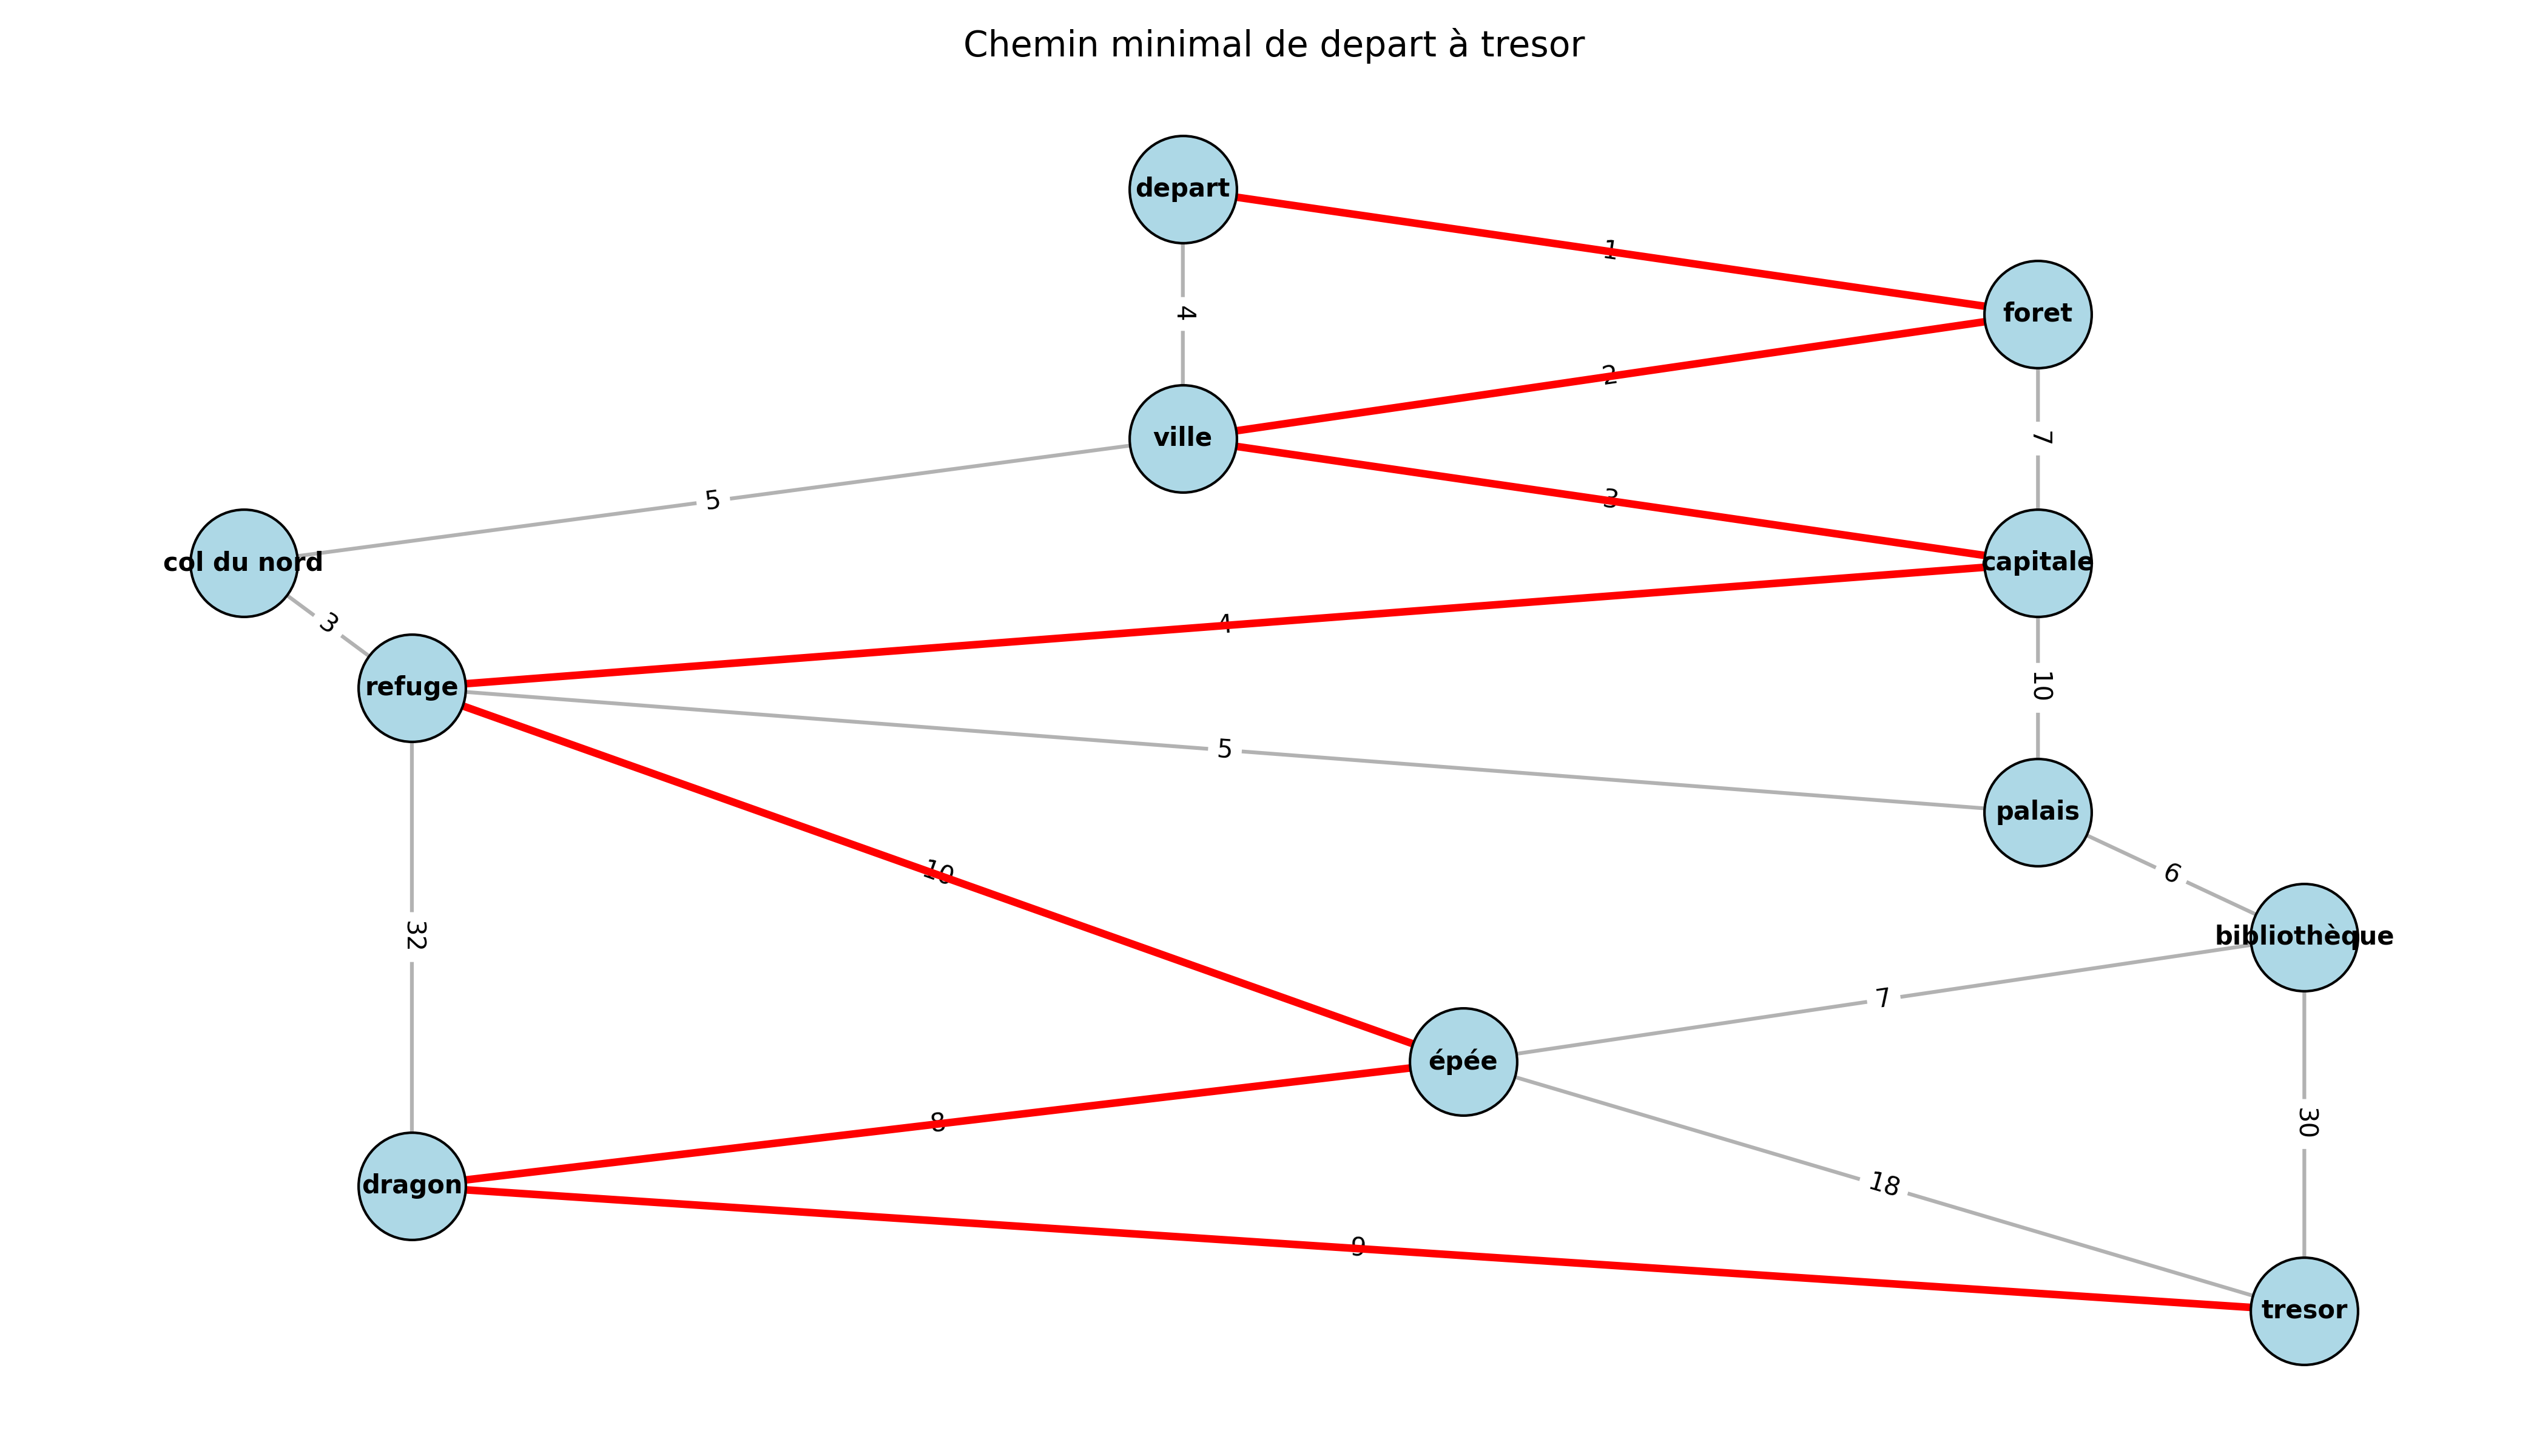 Chemin minimal de depart à tresor
depart
1
foret
4
2
ville
7
3
5
col du nord
capitale
3
4
refuge
10
5
palais
10
6
32
bibliothèque
7
épée
8
30
dragon
18
9
tresor